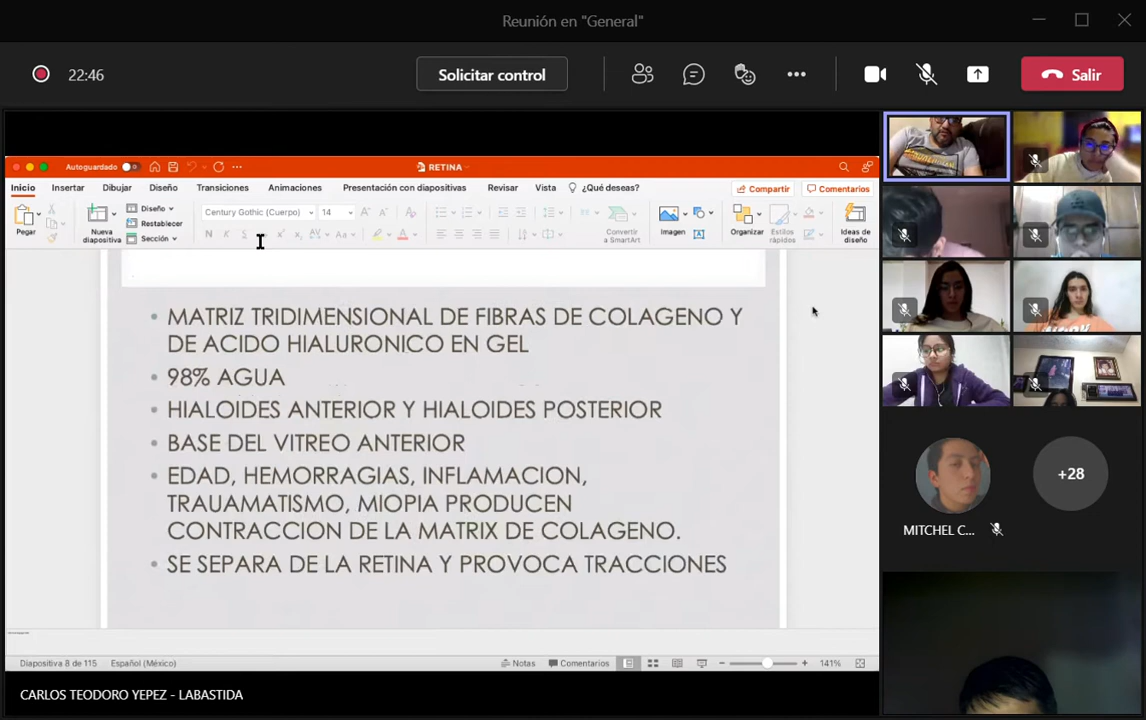 Reunión en "General"
22:46
Solicitar control
Salir
Autoguardado
RETINA
Inicio Insertar Dibujar Diseño Transiciones Animaciones Presentación con diapositivas Revisar Vista ¿Qué deseas? Compartir Comentarios
Pegar
Nueva diapositiva
Diseño
Restablecer
Sección
Century Gothic (Cuerpo) 14
Convertir a SmartArt
Imagen
Organizar
Estilos rápidos
Ideas de diseño
• MATRIZ TRIDIMENSIONAL DE FIBRAS DE COLAGENO Y
DE ACIDO HIALURONICO EN GEL
• 98% AGUA
• HIALOIDES ANTERIOR Y HIALOIDES POSTERIOR
• BASE DEL VITREO ANTERIOR
• EDAD, HEMORRAGIAS, INFLAMACION,
TRAUAMATISMO, MIOPIA PRODUCEN
CONTRACCION DE LA MATRIX DE COLAGENO.
• SE SEPARA DE LA RETINA Y PROVOCA TRACCIONES
Diapositiva 8 de 115 Español (México) Notas Comentarios 141%
CARLOS TEODORO YEPEZ - LABASTIDA
+28
MITCHEL C...